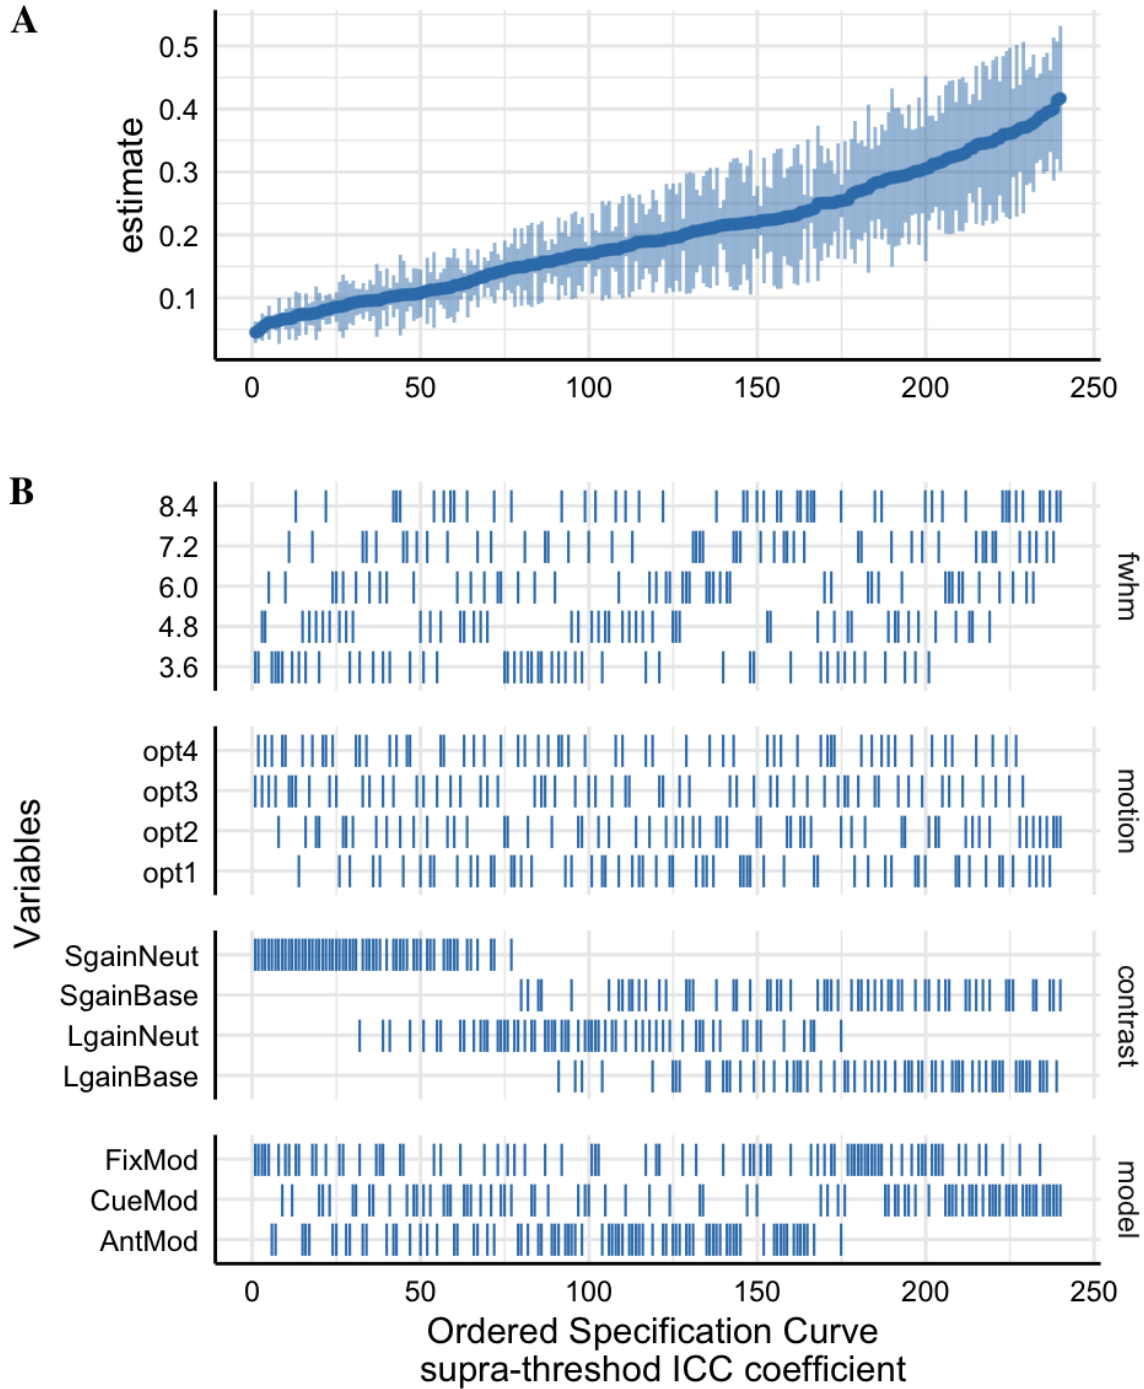 A
0.5
0.4
0.3
0.2
0.1
estimate
0 50 100 150 200 250
B
8.4
7.2
6.0
4.8
3.6
fwhm
opt4
opt3
opt2
opt1
motion
Variables
SgainNeut
SgainBase
LgainNeut
LgainBase
contrast
FixMod
CueMod
AntMod
model
0 50 100 150 200 250
Ordered Specification Curve
supra-threshod ICC coefficient